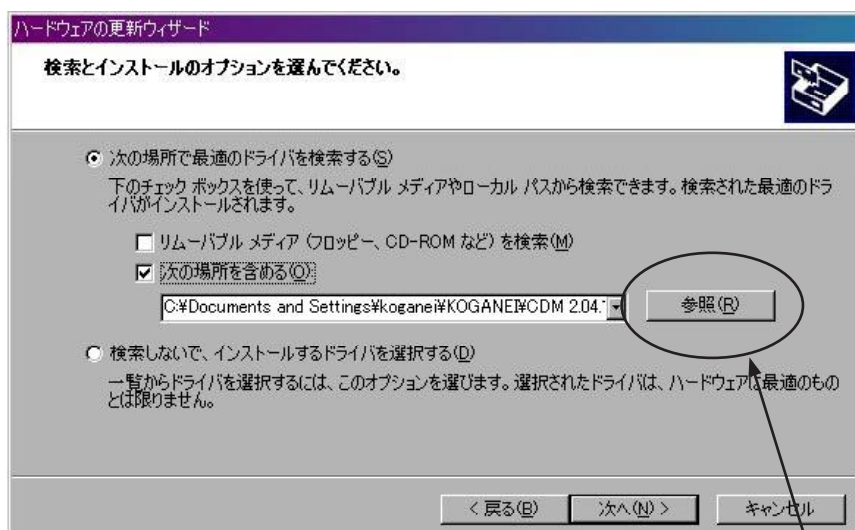 ハードウェアの更新ウィザード
検索とインストールのオプションを選んでください。
次の場所で最適のドライバを検索する(S)
下のチェック ボックスを使って、リムーバブル メディアやローカル パスから検索できます。検索された最適のドラ
イバがインストールされます。
リムーバブル メディア (フロッピー、CD-ROM など) を検索(M)
次の場所を含める(O):
C:¥Documents and Settings¥koganei¥KOGANEI¥CDM 2.04.
参照(R)
検索しないで、インストールするドライバを選択する(D)
一覧からドライバを選択するには、このオプションを選びます。選択されたドライバは、ハードウェアに最適のもの
とは限りません。
< 戻る(B)
次へ(N) >
キャンセル